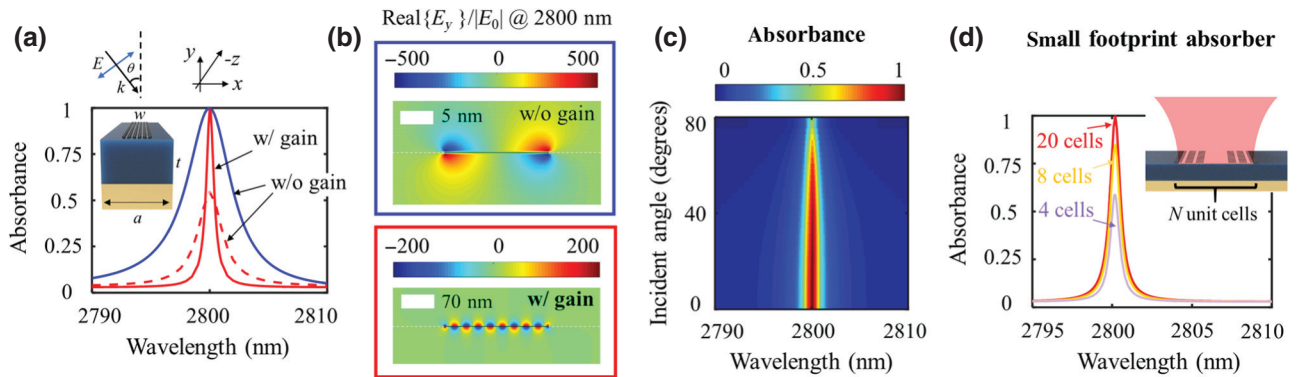 (a)
E
θ
k
y
-z
x
w
t
a
w/ gain
w/o gain
1
0.75
0.5
0.25
0
Absorbance
2790 2800 2810
Wavelength (nm)
(b)
Real{E_y}/|E_0| @ 2800 nm
−500 0 500
5 nm
w/o gain
−200 0 200
70 nm
w/ gain
(c)
Absorbance
0 0.5 1
80
40
0
Incident angle (degrees)
2790 2800 2810
Wavelength (nm)
(d)
Small footprint absorber
1
0.75
0.5
0.25
0
Absorbance
20 cells
8 cells
4 cells
N unit cells
2795 2800 2805 2810
Wavelength (nm)